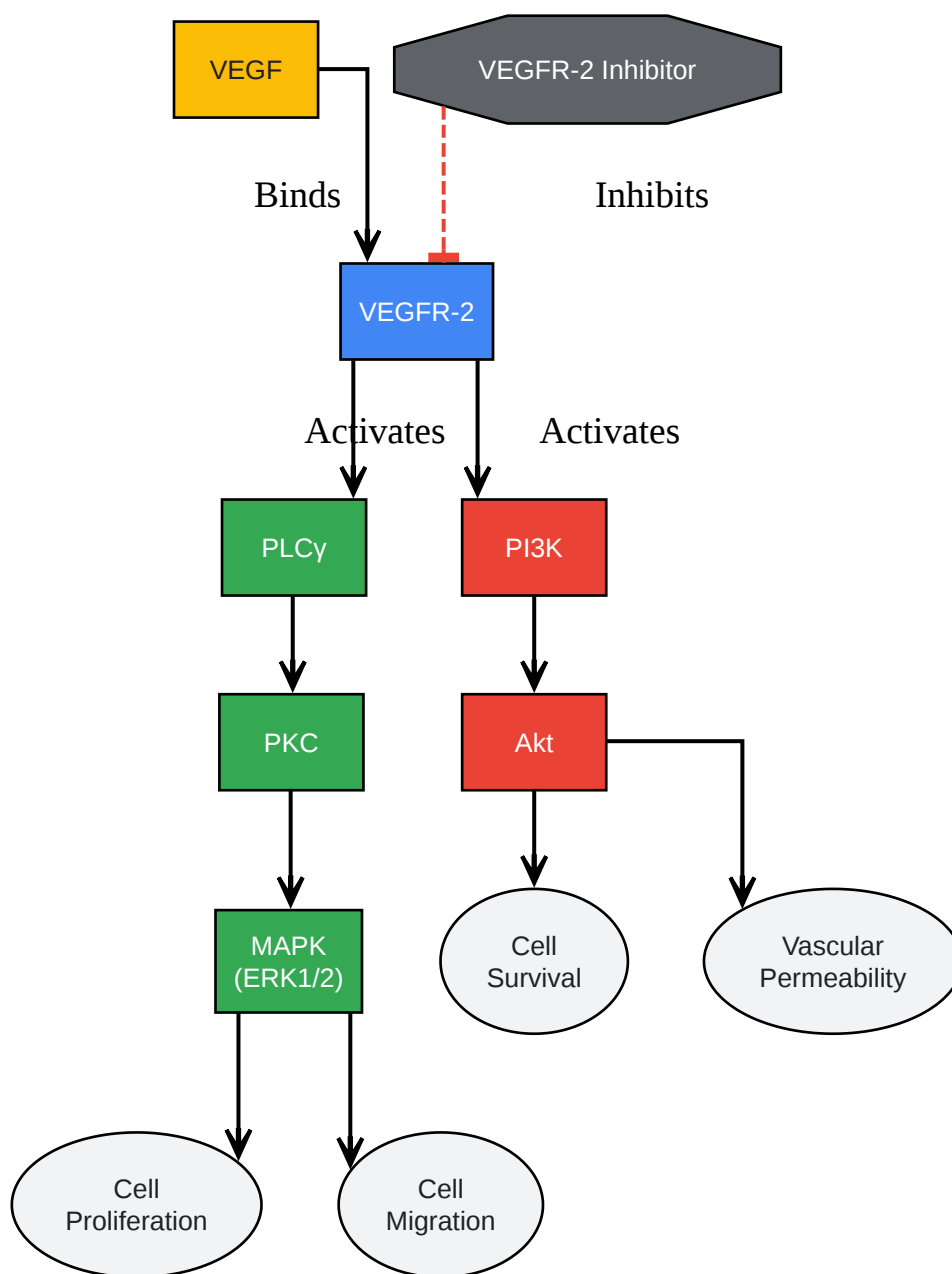 VEGF
VEGFR-2 Inhibitor
Binds
Inhibits
VEGFR-2
Activates
Activates
PLCγ
PI3K
PKC
Akt
MAPK
(ERK1/2)
Cell
Survival
Vascular
Permeability
Cell
Proliferation
Cell
Migration